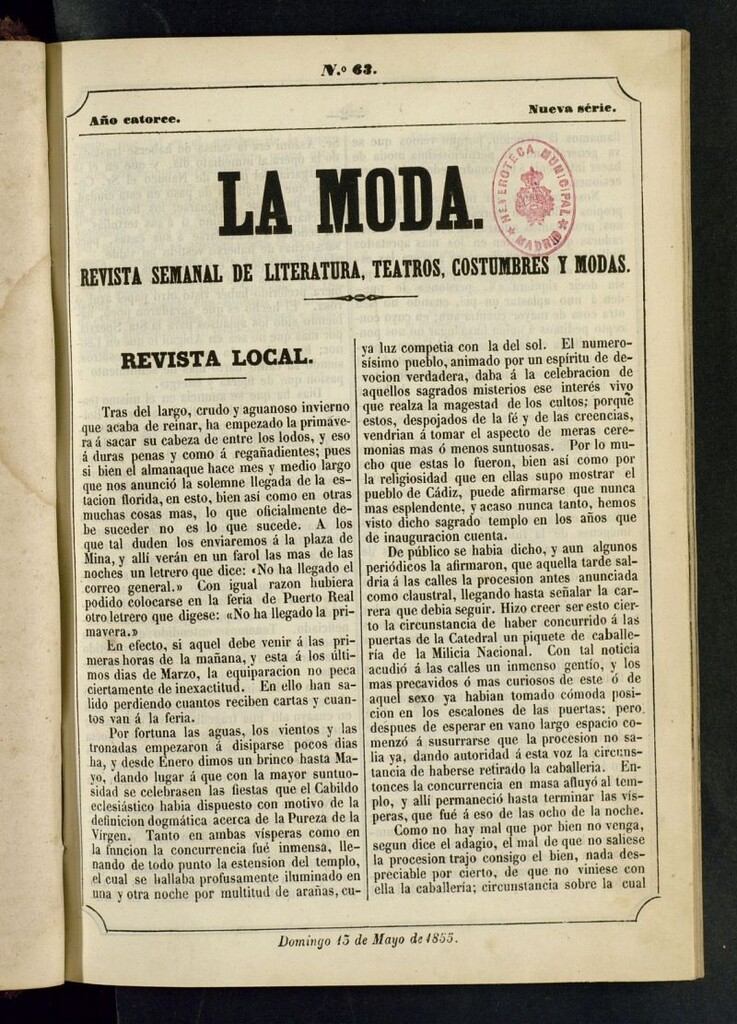 N.º 63.
Año catorce.
Nueva série.
LA MODA.
HEMEROTECA MUNICIPAL
★ MADRID ★
REVISTA SEMANAL DE LITERATURA, TEATROS, COSTUMBRES Y MODAS.
REVISTA LOCAL.
Tras del largo, crudo y aguanoso invierno
que acaba de reinar, ha empezado la primave-
ra á sacar su cabeza de entre los lodos, y eso
á duras penas y como á regañadientes; pues
si bien el almanaque hace mes y medio largo
que nos anunció la solemne llegada de la es-
tacion florida, en esto, bien así como en otras
muchas cosas mas, lo que oficialmente de-
be suceder no es lo que sucede. A los
que tal duden los enviaremos á la plaza de
Mina, y allí verán en un farol las mas de las
noches un letrero que dice: «No ha llegado el
correo general.» Con igual razon hubiera
podido colocarse en la feria de Puerto Real
otro letrero que digese: «No ha llegado la pri-
mavera.»
En efecto, si aquel debe venir á las pri-
meras horas de la mañana, y esta á los últi-
mos dias de Marzo, la equiparacion no peca
ciertamente de inexactitud. En ello han sa-
lido perdiendo cuantos reciben cartas y cuan-
tos van á la feria.
Por fortuna las aguas, los vientos y las
tronadas empezaron á disiparse pocos dias
ha, y desde Enero dimos un brinco hasta Ma-
yo, dando lugar á que con la mayor suntuo-
sidad se celebrasen las fiestas que el Cabildo
eclesiástico habia dispuesto con motivo de la
definicion dogmática acerca de la Pureza de la
Vírgen. Tanto en ambas vísperas como en
la funcion la concurrencia fué inmensa, lle-
nando de todo punto la estension del templo,
el cual se hallaba profusamente iluminado en
una y otra noche por multitud de arañas, cu-
ya luz competia con la del sol. El numero-
sísimo pueblo, animado por un espíritu de de-
vocion verdadera, daba á la celebracion de
aquellos sagrados misterios ese interés vivo
que realza la magestad de los cultos; porque
estos, despojados de la fé y de las creencias,
vendrian á tomar el aspecto de meras cere-
monias mas ó menos suntuosas. Por lo mu-
cho que estas lo fueron, bien así como por
la religiosidad que en ellas supo mostrar el
pueblo de Cádiz, puede afirmarse que nunca
mas esplendente, y acaso nunca tanto, hemos
visto dicho sagrado templo en los años que
de inauguracion cuenta.
De público se habia dicho, y aun algunos
periódicos la afirmaron, que aquella tarde sal-
dria á las calles la procesion antes anunciada
como claustral, llegando hasta señalar la car-
rera que debia seguir. Hizo creer ser esto cier-
to la circunstancia de haber concurrido á las
puertas de la Catedral un piquete de caballe-
ría de la Milicia Nacional. Con tal noticia
acudió á las calles un inmenso gentío, y los
mas precavidos ó mas curiosos de este ó de
aquel sexo ya habian tomado cómoda posi-
cion en los escalones de las puertas; pero
despues de esperar en vano largo espacio co-
menzó á susurrarse que la procesion no sa-
lia ya, dando autoridad á esta voz la circuns-
tancia de haberse retirado la caballeria. En-
tonces la concurrencia en masa afluyó al tem-
plo, y allí permaneció hasta terminar las vís-
peras, que fué á eso de las ocho de la noche.
Como no hay mal que por bien no venga,
segun dice el adagio, el mal de que no saliese
la procesion trajo consigo el bien, nada des-
preciable por cierto, de que no viniese con
ella la caballería; circunstancia sobre la cual
Domingo 13 de Mayo de 1855.